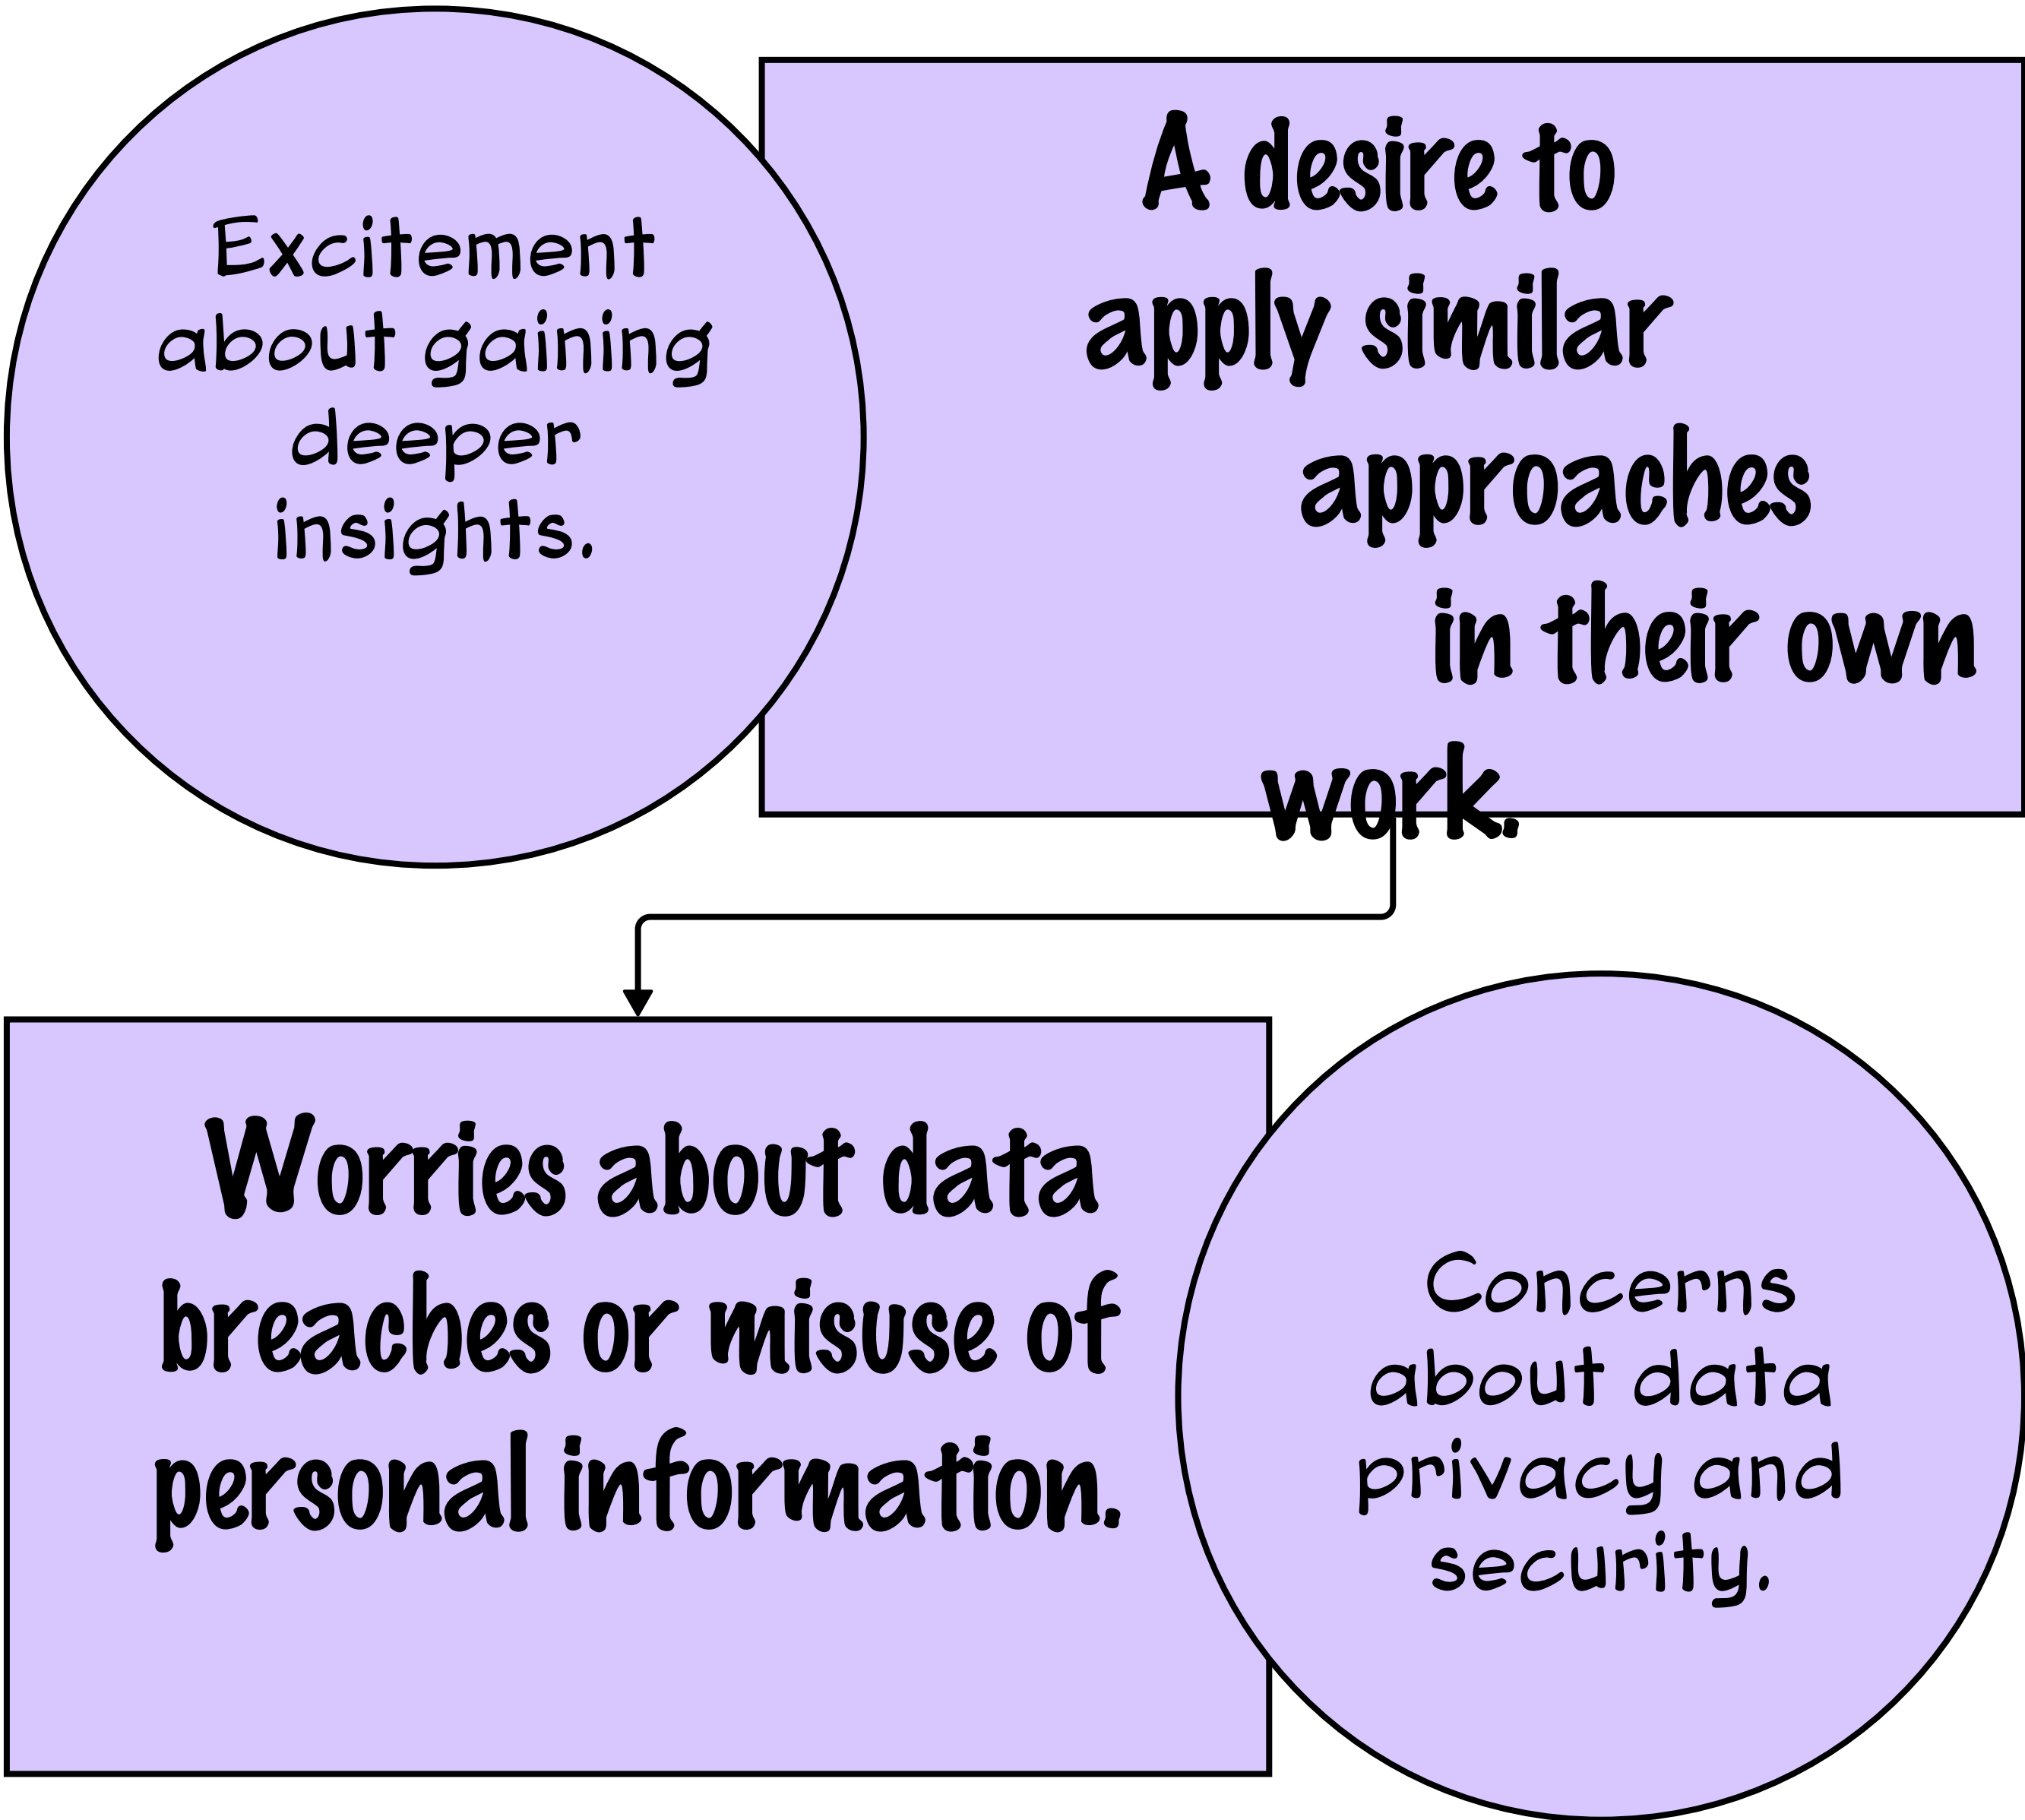 Excitement
about gaining
deeper
insights.
A desire to
apply similar
approaches
in their own
work.
Worries about data
breaches or misuse of
personal information.
Concerns
about data
privacy and
security.